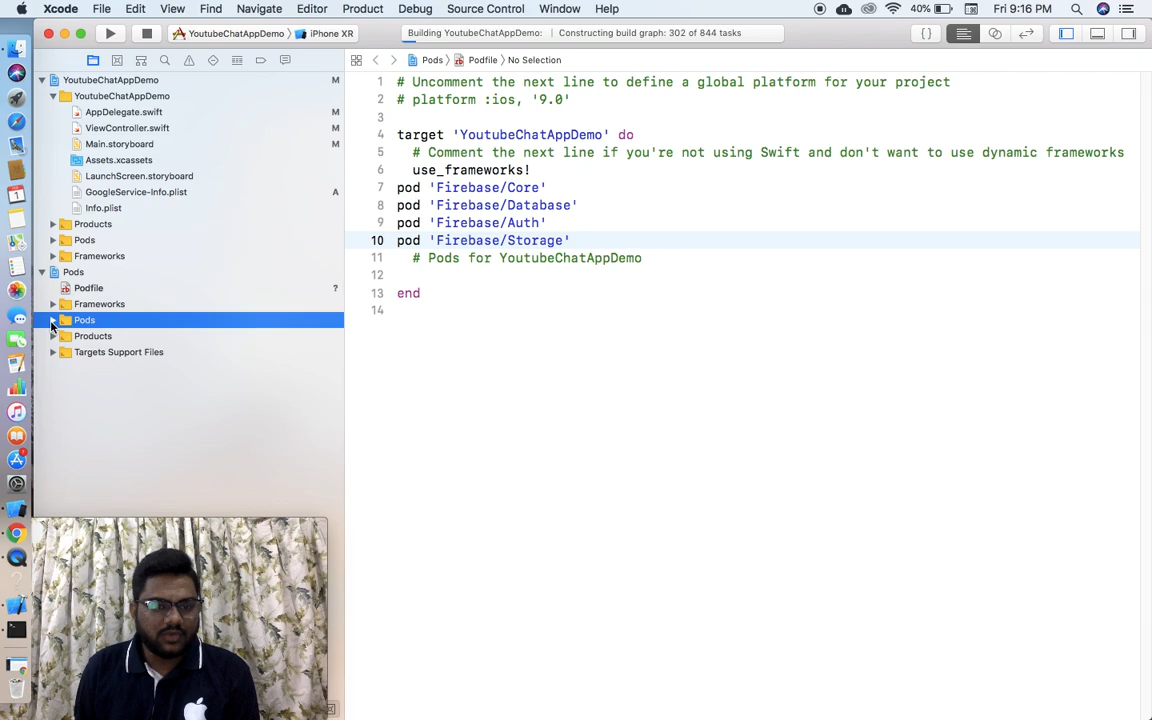 Xcode File Edit View Find Navigate Editor Product Debug Source Control Window Help 40% Fri 9:16 PM
YoutubeChatAppDemo iPhone XR Building YoutubeChatAppDemo: Constructing build graph: 302 of 844 tasks
Pods Podfile No Selection
YoutubeChatAppDemo M
YoutubeChatAppDemo
AppDelegate.swift M
ViewController.swift M
Main.storyboard M
Assets.xcassets
LaunchScreen.storyboard
GoogleService-Info.plist A
Info.plist
Products
Pods
Frameworks
Pods
Podfile ?
Frameworks
Pods
Products
Targets Support Files
1 # Uncomment the next line to define a global platform for your project
2 # platform :ios, '9.0'
3
4 target 'YoutubeChatAppDemo' do
5 # Comment the next line if you're not using Swift and don't want to use dynamic frameworks
6 use_frameworks!
7 pod 'Firebase/Core'
8 pod 'Firebase/Database'
9 pod 'Firebase/Auth'
10 pod 'Firebase/Storage'
11 # Pods for YoutubeChatAppDemo
12
13 end
14